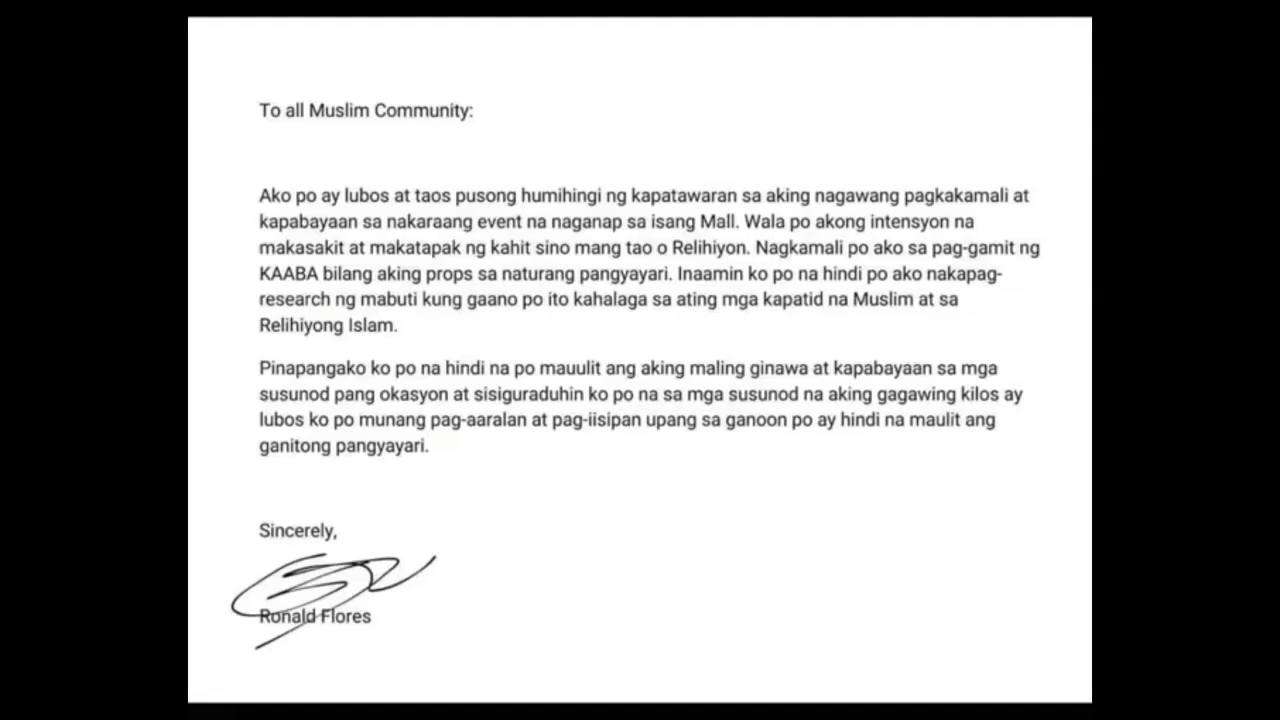 To all Muslim Community:
Ako po ay lubos at taos pusong humihingi ng kapatawaran sa aking nagawang pagkakamali at
kapabayaan sa nakaraang event na naganap sa isang Mall. Wala po akong intensyon na
makasakit at makatapak ng kahit sino mang tao o Relihiyon. Nagkamali po ako sa pag-gamit ng
KAABA bilang aking props sa naturang pangyayari. Inaamin ko po na hindi po ako nakapag-
research ng mabuti kung gaano po ito kahalaga sa ating mga kapatid na Muslim at sa
Relihiyong Islam.
Pinapangako ko po na hindi na po mauulit ang aking maling ginawa at kapabayaan sa mga
susunod pang okasyon at sisiguraduhin ko po na sa mga susunod na aking gagawing kilos ay
lubos ko po munang pag-aaralan at pag-iisipan upang sa ganoon po ay hindi na maulit ang
ganitong pangyayari.
Sincerely,
Ronald Flores